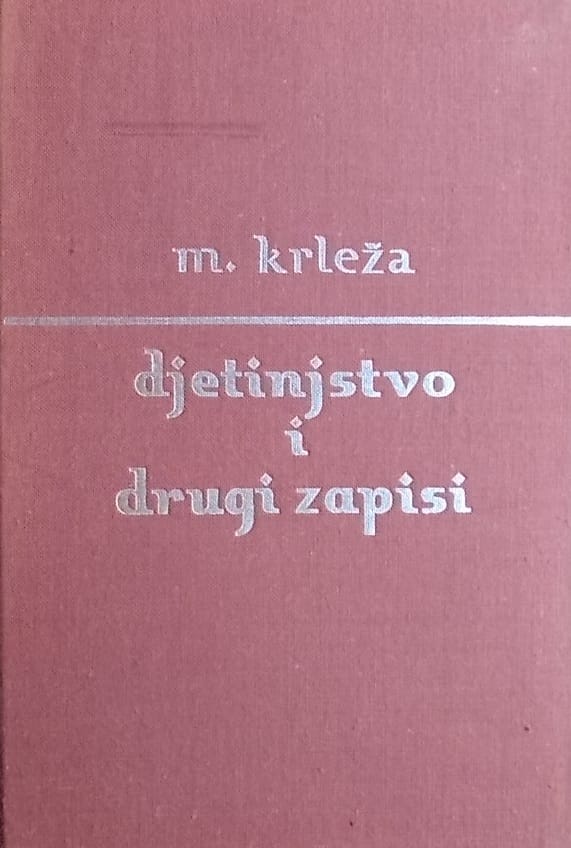 m. krleža
djetinjstvo
i
drugi zapisi